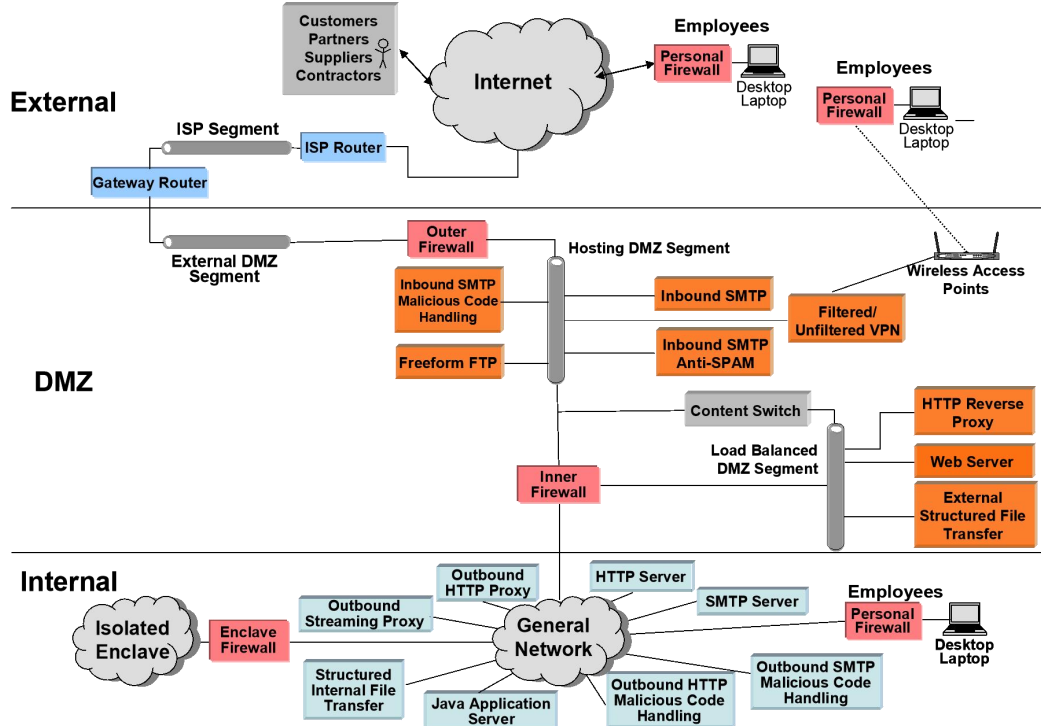 Customers
Partners
Suppliers
Contractors
Internet
Employees
Personal
Firewall
Desktop
Laptop
Employees
Personal
Firewall
Desktop
Laptop
External
ISP Segment
ISP Router
Gateway Router
Outer
Firewall
Hosting DMZ Segment
External DMZ
Segment
Wireless Access
Points
Inbound SMTP
Malicious Code
Handling
Inbound SMTP
Filtered/
Unfiltered VPN
Freeform FTP
Inbound SMTP
Anti-SPAM
DMZ
Content Switch
HTTP Reverse
Proxy
Load Balanced
DMZ Segment
Web Server
Inner
Firewall
External
Structured File
Transfer
Internal
Outbound
HTTP Proxy
HTTP Server
Outbound
Streaming Proxy
SMTP Server
Employees
Personal
Firewall
Desktop
Laptop
Isolated
Enclave
Enclave
Firewall
General
Network
Structured
Internal File
Transfer
Java Application
Server
Outbound HTTP
Malicious Code
Handling
Outbound SMTP
Malicious Code
Handling